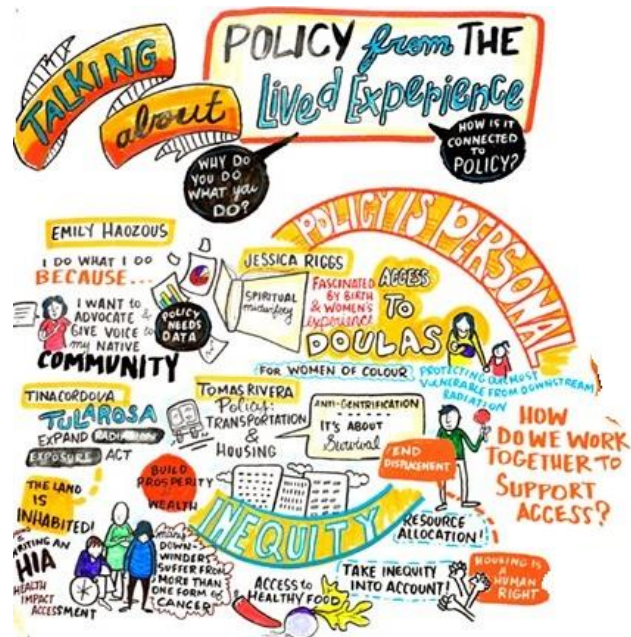 TALKING
about
POLICY from THE
Lived Experience
WHY DO
YOU DO
WHAT you
DO?
HOW IS IT
CONNECTED
TO
POLICY?
POLICY IS PERSONAL
EMILY HAOZOUS
I DO WHAT I DO
BECAUSE...
I WANT to
ADVOCATE &
GIVE VOICE to
my NATIVE
COMMUNITY
POLICY
NEEDS
DATA
JESSICA RIGGS
SPIRITUAL
midwifery
FASCINATED
BY BIRTH
& WOMEN'S
experience
ACCESS
TO
DOULAS
FOR WOMEN OF COLOUR
PROTECTING OUR MOST
VULNERABLE FROM DOWNSTREAM
RADIATION
TINA CORDOVA
TULAROSA
EXPAND RADIATION
EXPOSURE ACT
TOMAS RIVERA
Policy:
TRANSPORTATION
&
HOUSING
ANTI-GENTRIFICATION
IT'S ABOUT
Survival
END
DISPLACEMENT
HOW
DO WE WORK
TOGETHER TO
SUPPORT
ACCESS?
THE LAND
IS
INHABITED!
BUILD
PROSPERITY
&
WEALTH
INEQUITY
RESOURCE
ALLOCATION!
WRITING AN
HIA
HEALTH
IMPACT
ACCESSMENT
many
DOWN-
WINDERS
SUFFER FROM
MORE THAN
ONE FORM of
CANCER
ACCESS to
HEALTHY FOOD
TAKE INEQUITY
INTO ACCOUNT!
HOUSING IS
A
HUMAN
RIGHT